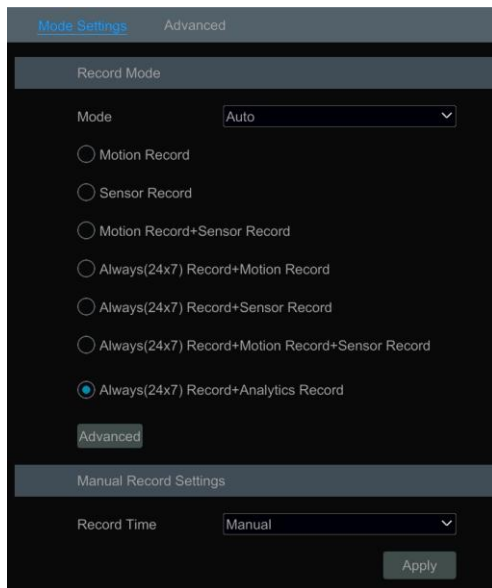 Mode Settings Advanced
Record Mode
Mode Auto
Motion Record
Sensor Record
Motion Record+Sensor Record
Always(24x7) Record+Motion Record
Always(24x7) Record+Sensor Record
Always(24x7) Record+Motion Record+Sensor Record
Always(24x7) Record+Analytics Record
Advanced
Manual Record Settings
Record Time Manual
Apply